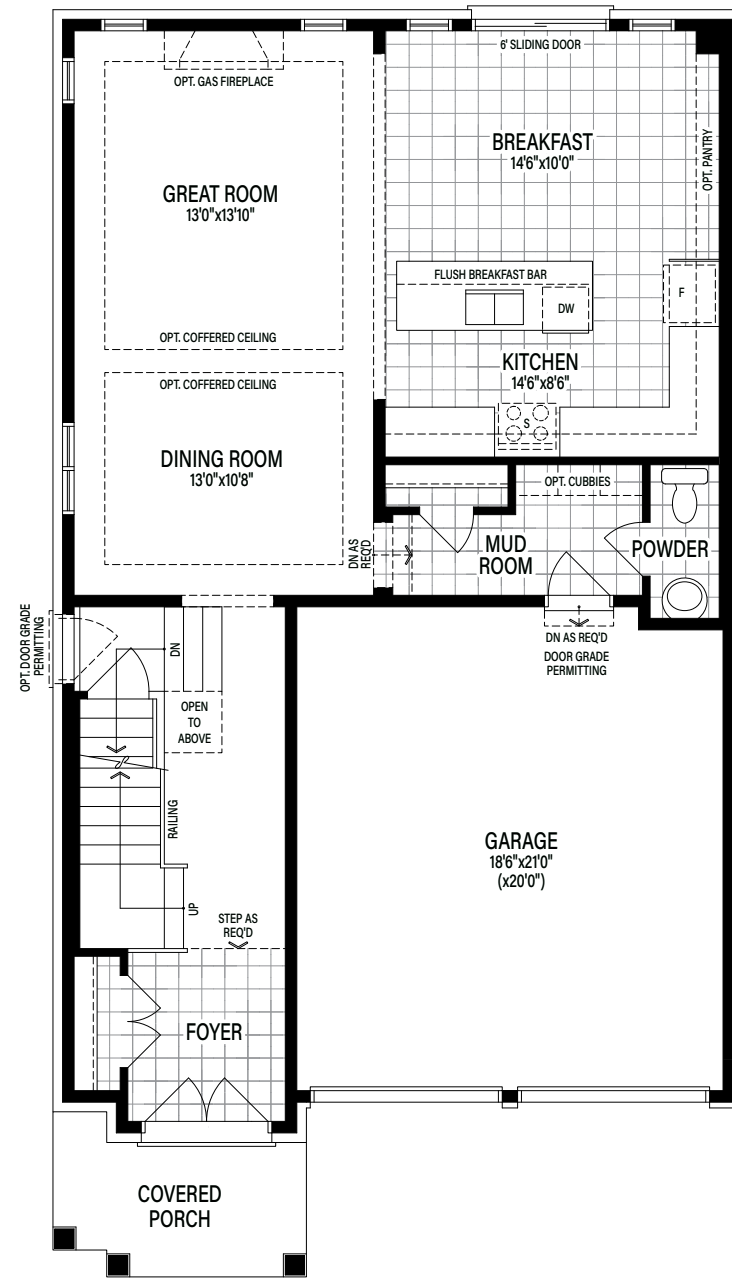 6' SLIDING DOOR
OPT. GAS FIREPLACE
BREAKFAST
14'6"x10'0"
OPT. PANTRY
GREAT ROOM
13'0"x13'10"
FLUSH BREAKFAST BAR
DW
F
OPT. COFFERED CEILING
KITCHEN
14'6"x8'6"
OPT. COFFERED CEILING
S
DINING ROOM
13'0"x10'8"
OPT. CUBBIES
DN AS
REQ'D
MUD
ROOM
POWDER
OPT. DOOR GRADE
PERMITTING
DN
DN AS REQ'D
DOOR GRADE
PERMITTING
OPEN
TO
ABOVE
RAILING
GARAGE
18'6"x21'0"
(x20'0")
UP
STEP AS
REQ'D
FOYER
COVERED
PORCH